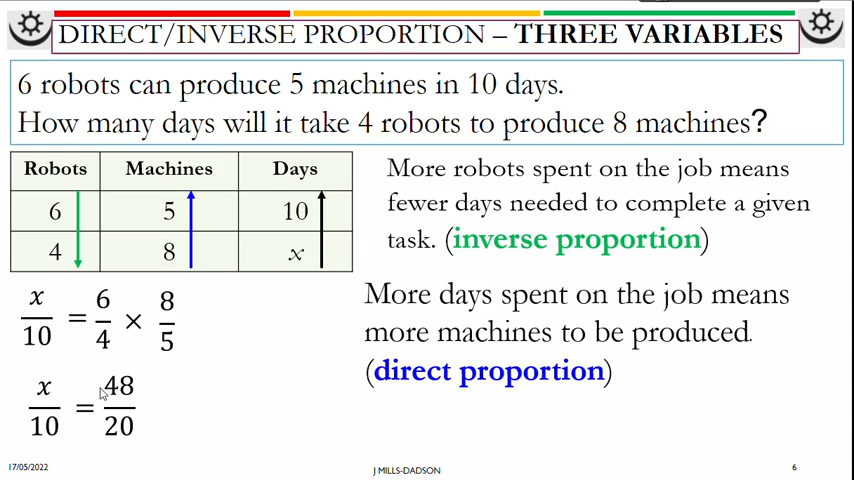 DIRECT/INVERSE PROPORTION – THREE VARIABLES
6 robots can produce 5 machines in 10 days.
How many days will it take 4 robots to produce 8 machines?
Robots Machines Days
6 5 10
4 8 x
More robots spent on the job means
fewer days needed to complete a given
task. (inverse proportion)
x/10 = 6/4 × 8/5
More days spent on the job means
more machines to be produced.
(direct proportion)
x/10 = 48/20
17/05/2022
J MILLS-DADSON
6